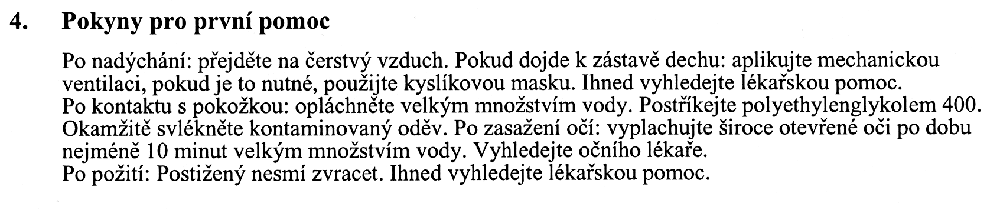 4. Pokyny pro první pomoc
Po nadýchání: přejděte na čerstvý vzduch. Pokud dojde k zástavě dechu: aplikujte mechanickou
ventilaci, pokud je to nutné, použijte kyslíkovou masku. Ihned vyhledejte lékařskou pomoc.
Po kontaktu s pokožkou: opláchněte velkým množstvím vody. Postříkejte polyethylenglykolem 400.
Okamžitě svlékněte kontaminovaný oděv. Po zasažení očí: vyplachujte široce otevřené oči po dobu
nejméně 10 minut velkým množstvím vody. Vyhledejte očního lékaře.
Po požití: Postižený nesmí zvracet. Ihned vyhledejte lékařskou pomoc.